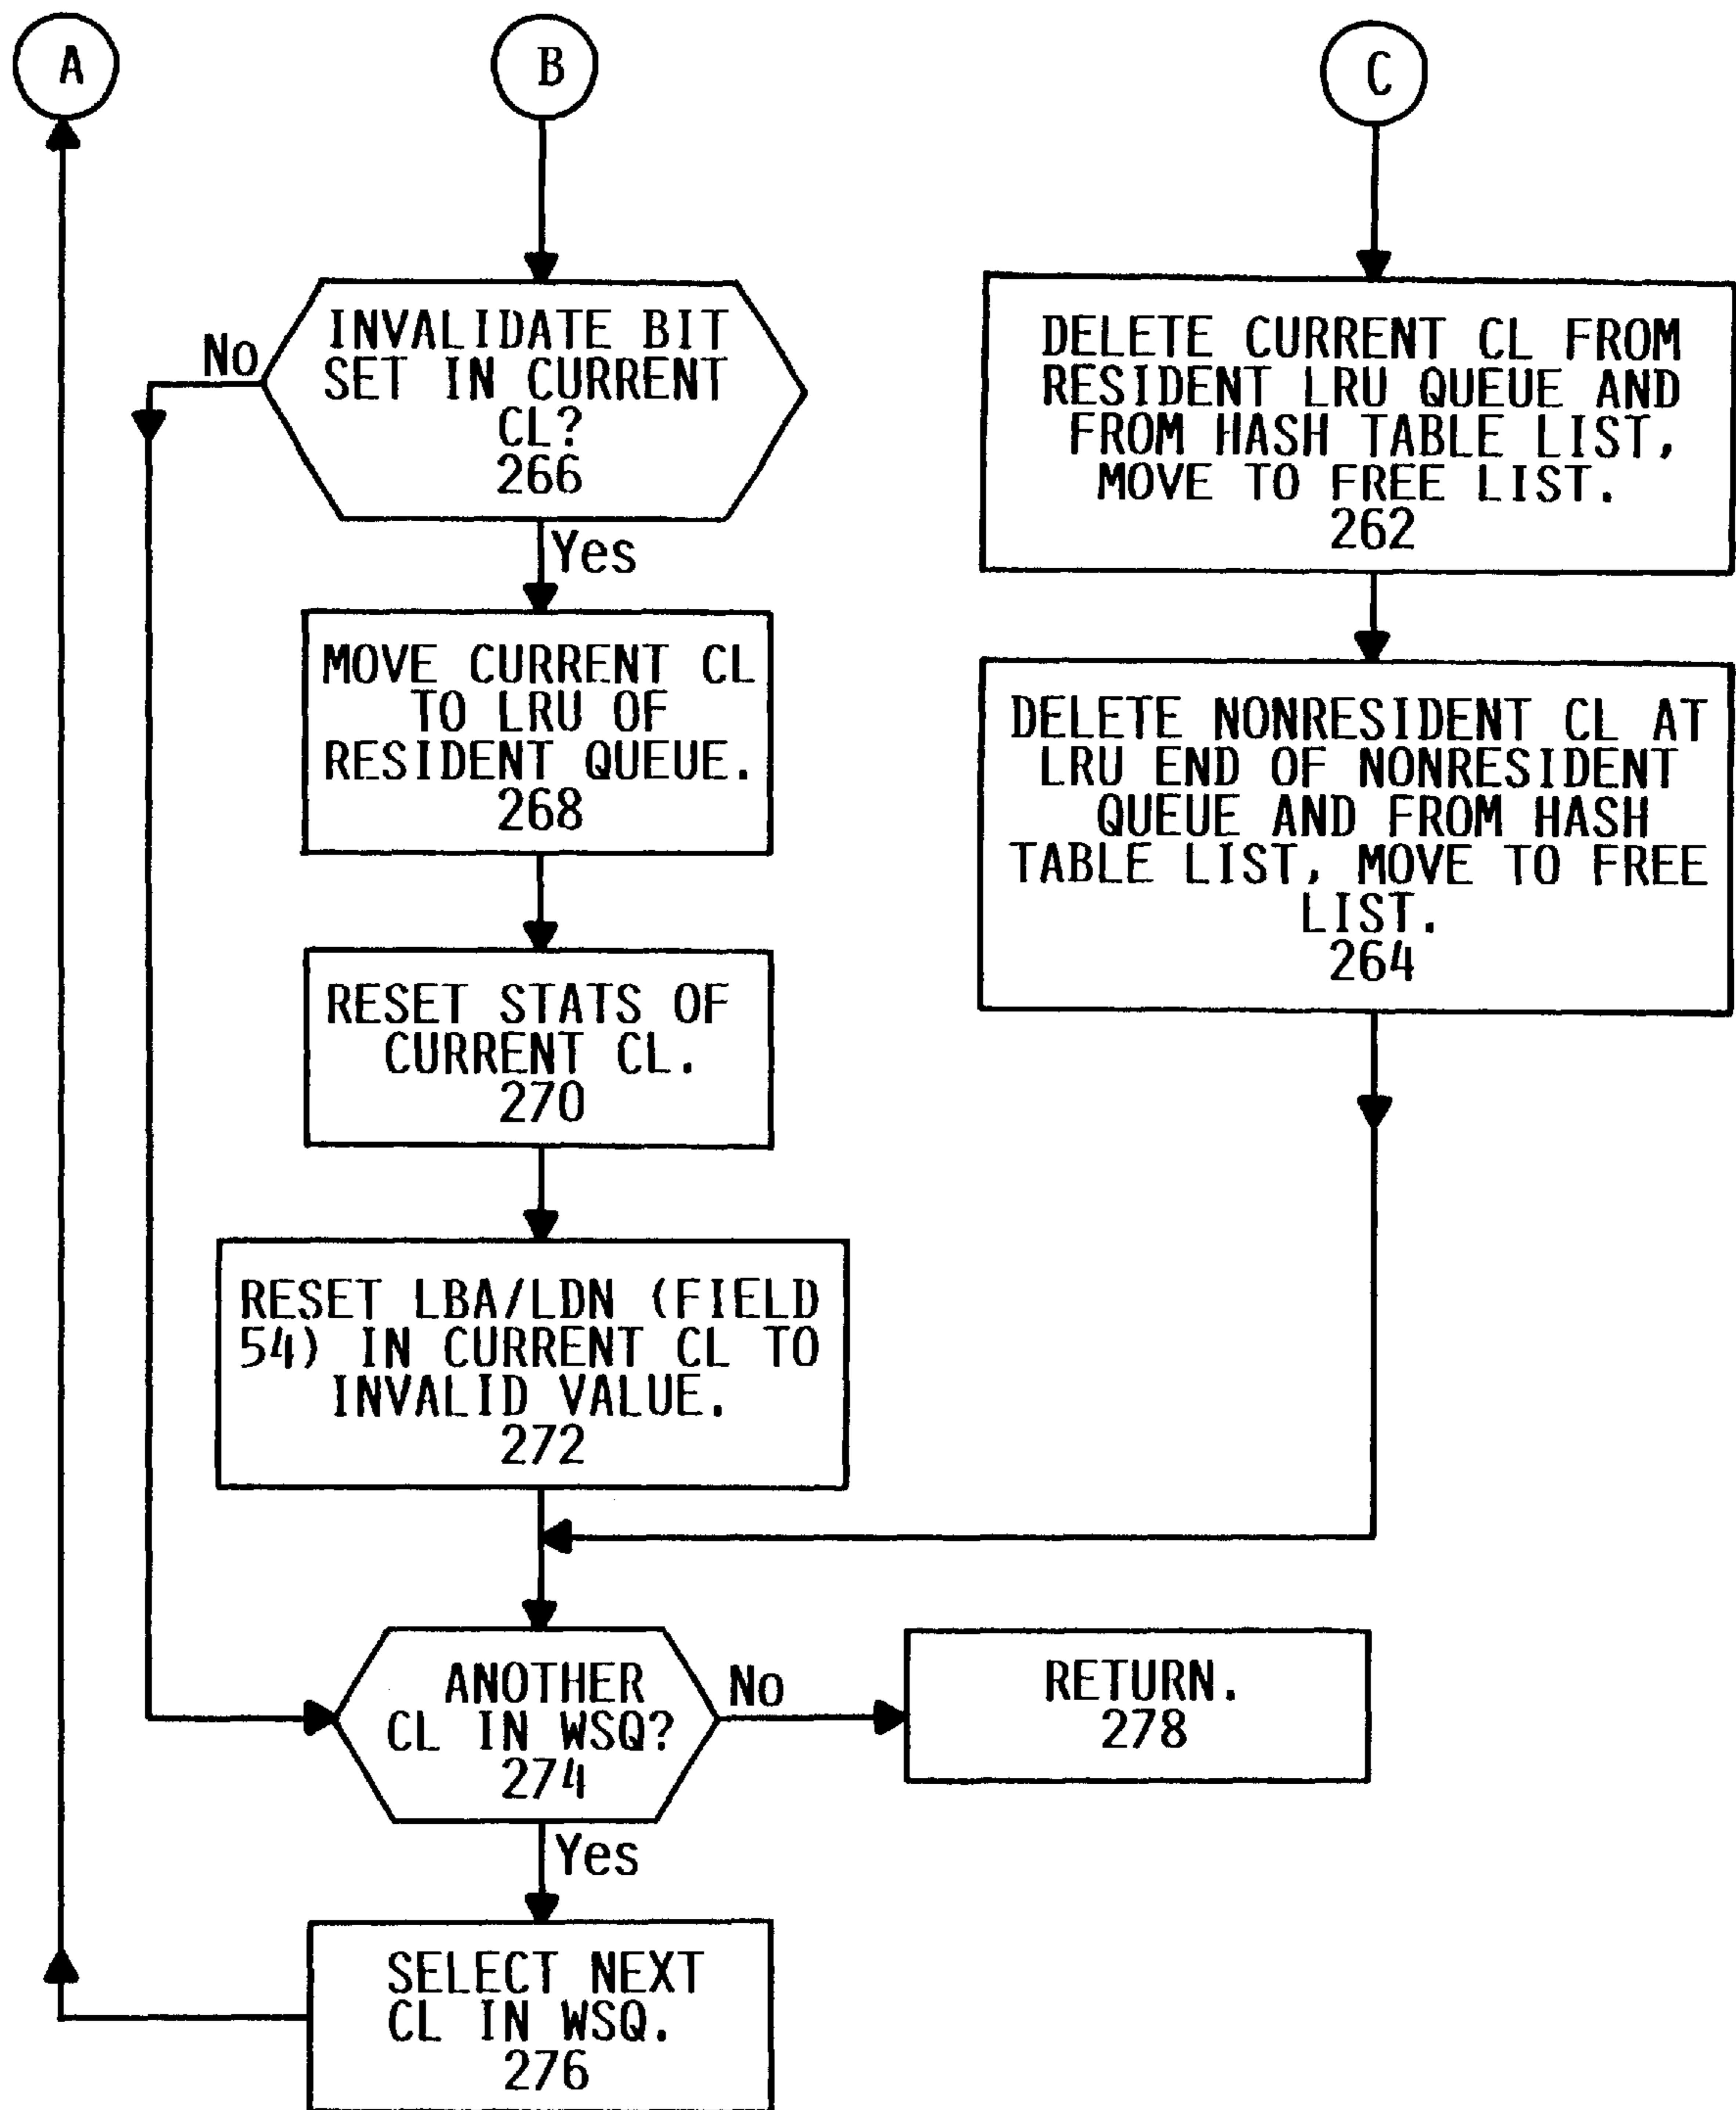 A
B
C
INVALIDATE BIT
SET IN CURRENT
CL?
266
No
Yes
MOVE CURRENT CL
TO LRU OF
RESIDENT QUEUE.
268
RESET STATS OF
CURRENT CL.
270
RESET LBA/LDN (FIELD
54) IN CURRENT CL TO
INVALID VALUE.
272
DELETE CURRENT CL FROM
RESIDENT LRU QUEUE AND
FROM HASH TABLE LIST,
MOVE TO FREE LIST.
262
DELETE NONRESIDENT CL AT
LRU END OF NONRESIDENT
QUEUE AND FROM HASH
TABLE LIST, MOVE TO FREE
LIST.
264
ANOTHER
CL IN WSQ?
274
No
RETURN.
278
Yes
SELECT NEXT
CL IN WSQ.
276